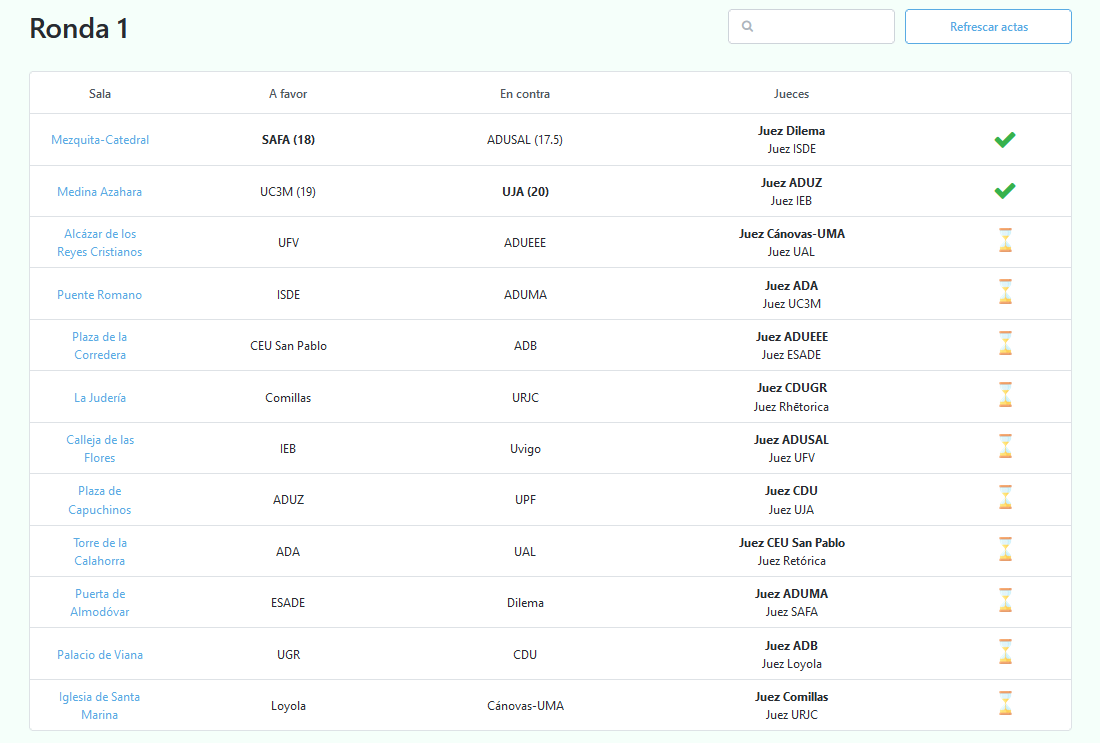 Ronda 1
Refrescar actas
Sala A favor En contra Jueces
Mezquita-Catedral SAFA (18) ADUSAL (17.5) Juez Dilema
Juez ISDE
Medina Azahara UC3M (19) UJA (20) Juez ADUZ
Juez IEB
Alcázar de los
Reyes Cristianos UFV ADUEEE Juez Cánovas-UMA
Juez UAL
Puente Romano ISDE ADUMA Juez ADA
Juez UC3M
Plaza de la
Corredera CEU San Pablo ADB Juez ADUEEE
Juez ESADE
La Judería Comillas URJC Juez CDUGR
Juez Rhētorica
Calleja de las
Flores IEB Uvigo Juez ADUSAL
Juez UFV
Plaza de
Capuchinos ADUZ UPF Juez CDU
Juez UJA
Torre de la
Calahorra ADA UAL Juez CEU San Pablo
Juez Retórica
Puerta de
Almodóvar ESADE Dilema Juez ADUMA
Juez SAFA
Palacio de Viana UGR CDU Juez ADB
Juez Loyola
Iglesia de Santa
Marina Loyola Cánovas-UMA Juez Comillas
Juez URJC